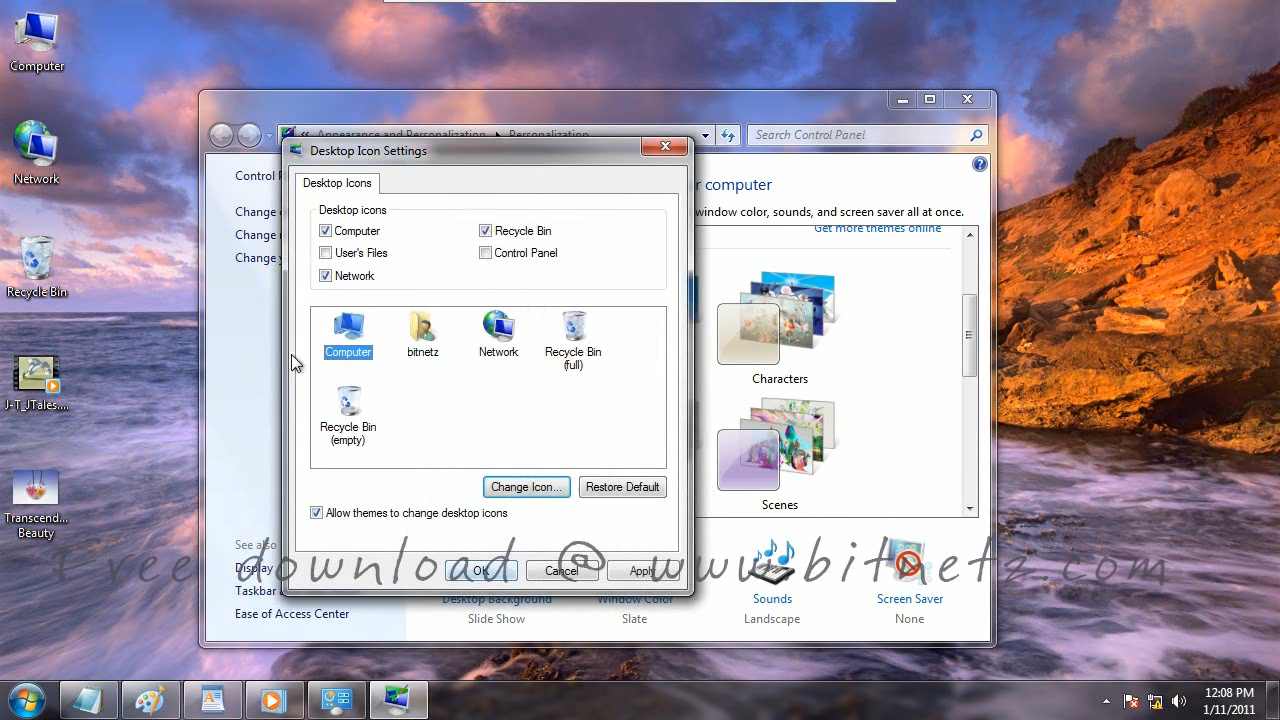 Computer
Network
Recycle Bin
J-T_JTales....
Transcend...
Beauty
« Appearance and Personalization ▸ Personalization
Search Control Panel
Desktop Icon Settings
Control
Change
Change
Change
r computer
window color, sounds, and screen saver all at once.
Get more themes online
Desktop Icons
Desktop icons
Computer
Recycle Bin
User's Files
Control Panel
Network
Computer
bitnetz
Network
Recycle Bin
(full)
Recycle Bin
(empty)
Change Icon...
Restore Default
Allow themes to change desktop icons
OK
Cancel
Apply
Characters
Scenes
See also
Display
Taskbar
Ease of Access Center
Desktop Background
Slide Show
Window Color
Slate
Sounds
Landscape
Screen Saver
None
Free download @ www.bitnetz.com
12:08 PM
1/11/2011